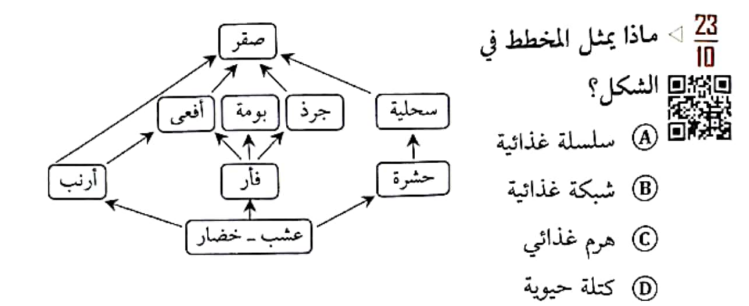 23
10
ماذا يمثل المخطط في
الشكل؟
A سلسلة غذائية
B شبكة غذائية
C هرم غذائي
D كتلة حيوية
صقر
سحلية
جرذ
بومة
أفعى
حشرة
فأر
أرنب
عشب - خضار